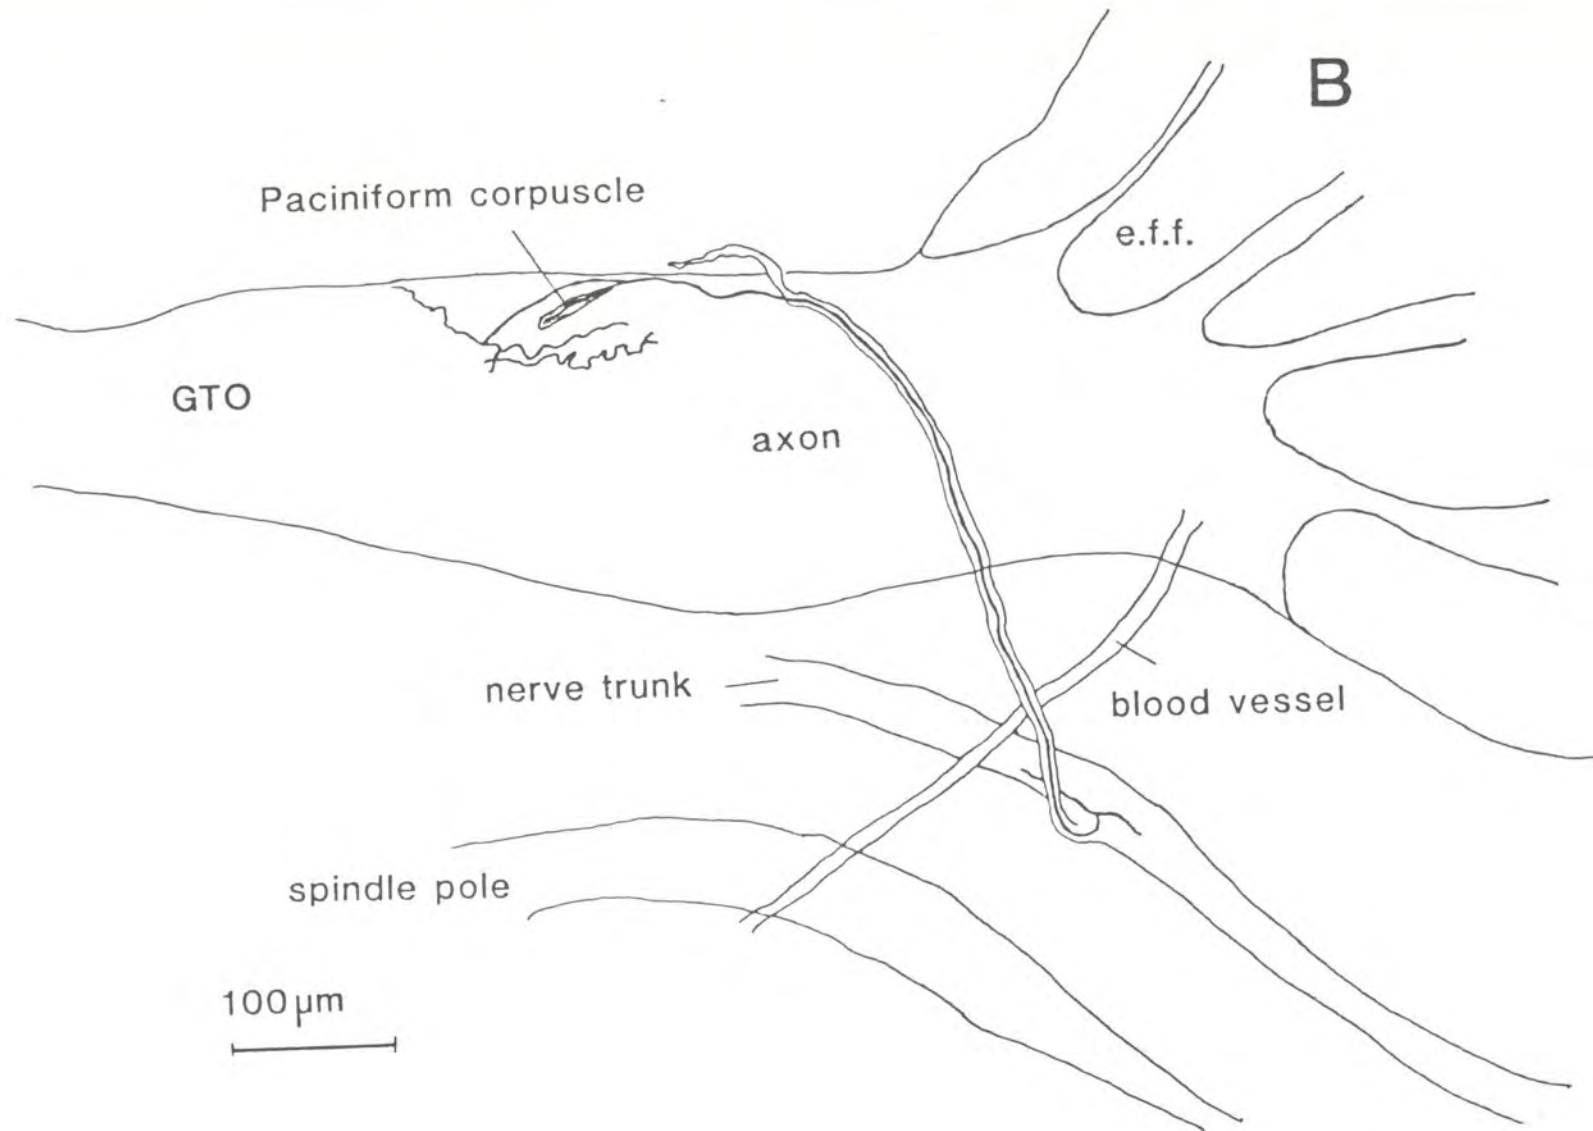 B
Paciniform corpuscle
e.f.f.
GTO
axon
nerve trunk
blood vessel
spindle pole
100 µm